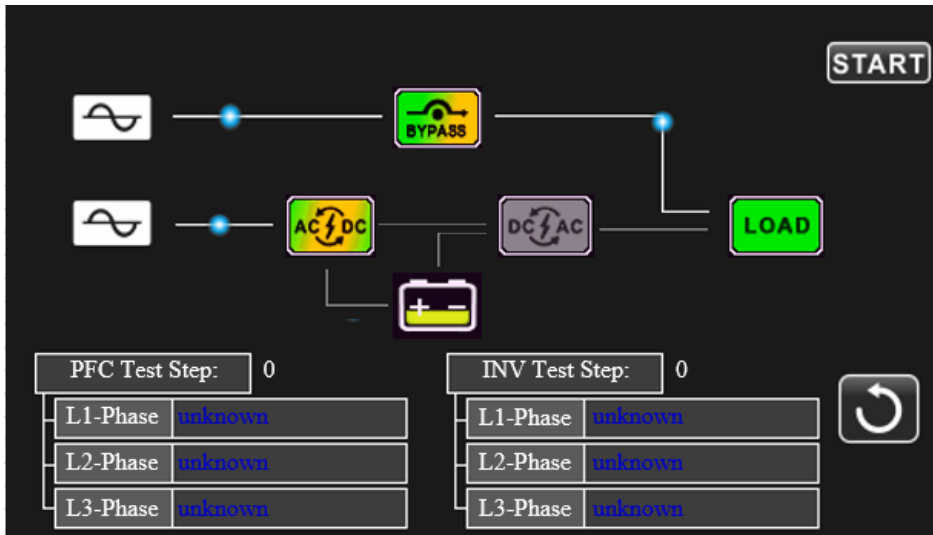 START
BYPASS
AC DC
DC AC
LOAD
+ -
PFC Test Step: 0
INV Test Step: 0
L1-Phase unknown
L1-Phase unknown
L2-Phase unknown
L2-Phase unknown
L3-Phase unknown
L3-Phase unknown